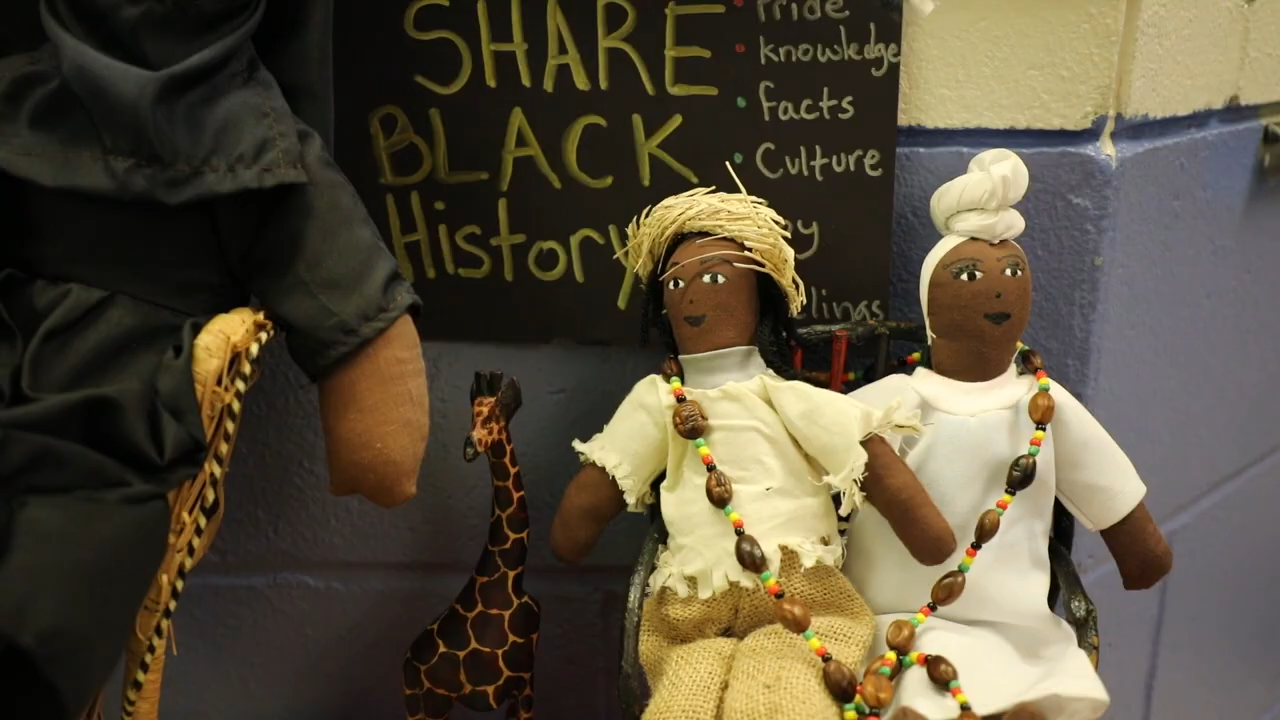 SHARE
BLACK
History
• Pride
• knowledge
• facts
• Culture